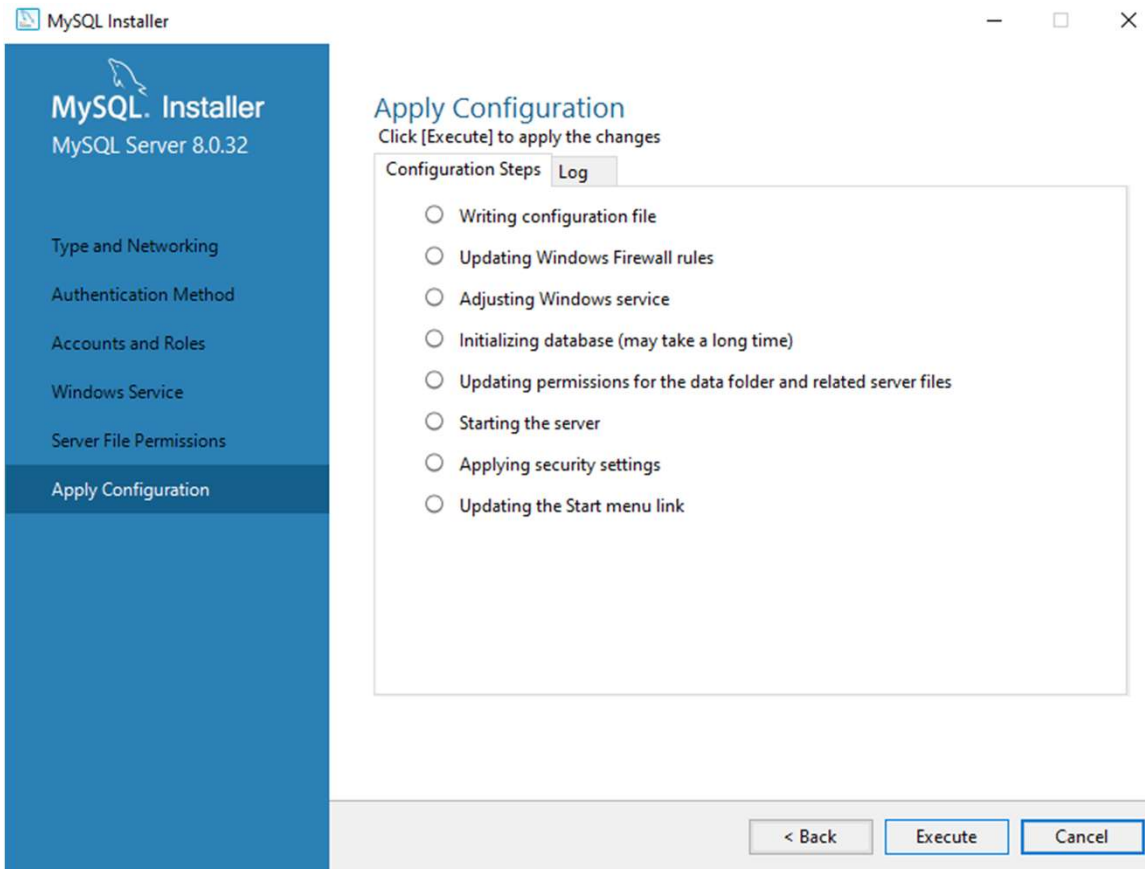 MySQL Installer
MySQL. Installer
MySQL Server 8.0.32
Type and Networking
Authentication Method
Accounts and Roles
Windows Service
Server File Permissions
Apply Configuration
Apply Configuration
Click [Execute] to apply the changes
Configuration Steps Log
Writing configuration file
Updating Windows Firewall rules
Adjusting Windows service
Initializing database (may take a long time)
Updating permissions for the data folder and related server files
Starting the server
Applying security settings
Updating the Start menu link
< Back Execute Cancel